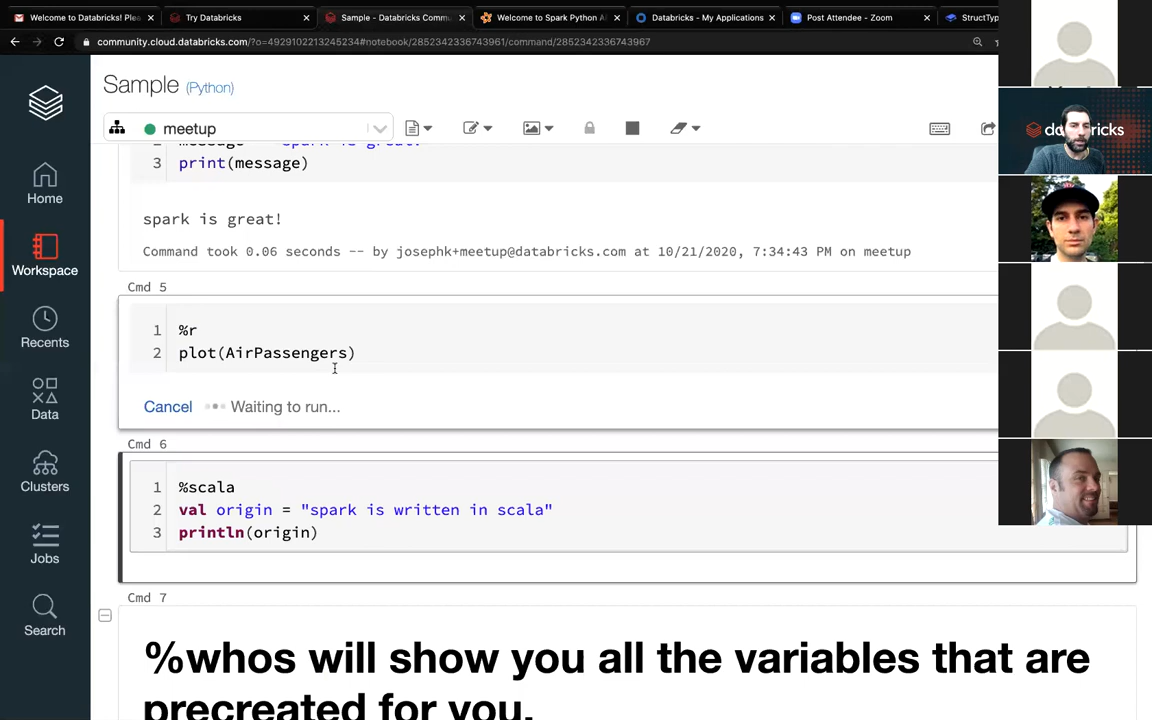 Welcome to Databricks! Plea
Try Databricks
Sample - Databricks Commu
Welcome to Spark Python A
Databricks - My Applications
Post Attendee - Zoom
StructTyp
community.cloud.databricks.com/?o=4929102213245234#notebook/2852342336743961/command/2852342336743967
Sample (Python)
meetup
Home
Workspace
Recents
Data
Clusters
Jobs
Search
3 print(message)
spark is great!
Command took 0.06 seconds -- by josephk+meetup@databricks.com at 10/21/2020, 7:34:43 PM on meetup
Cmd 5
1 %r
2 plot(AirPassengers)
Cancel Waiting to run...
Cmd 6
1 %scala
2 val origin = "spark is written in scala"
3 println(origin)
Cmd 7
%whos will show you all the variables that are
precreated for you.